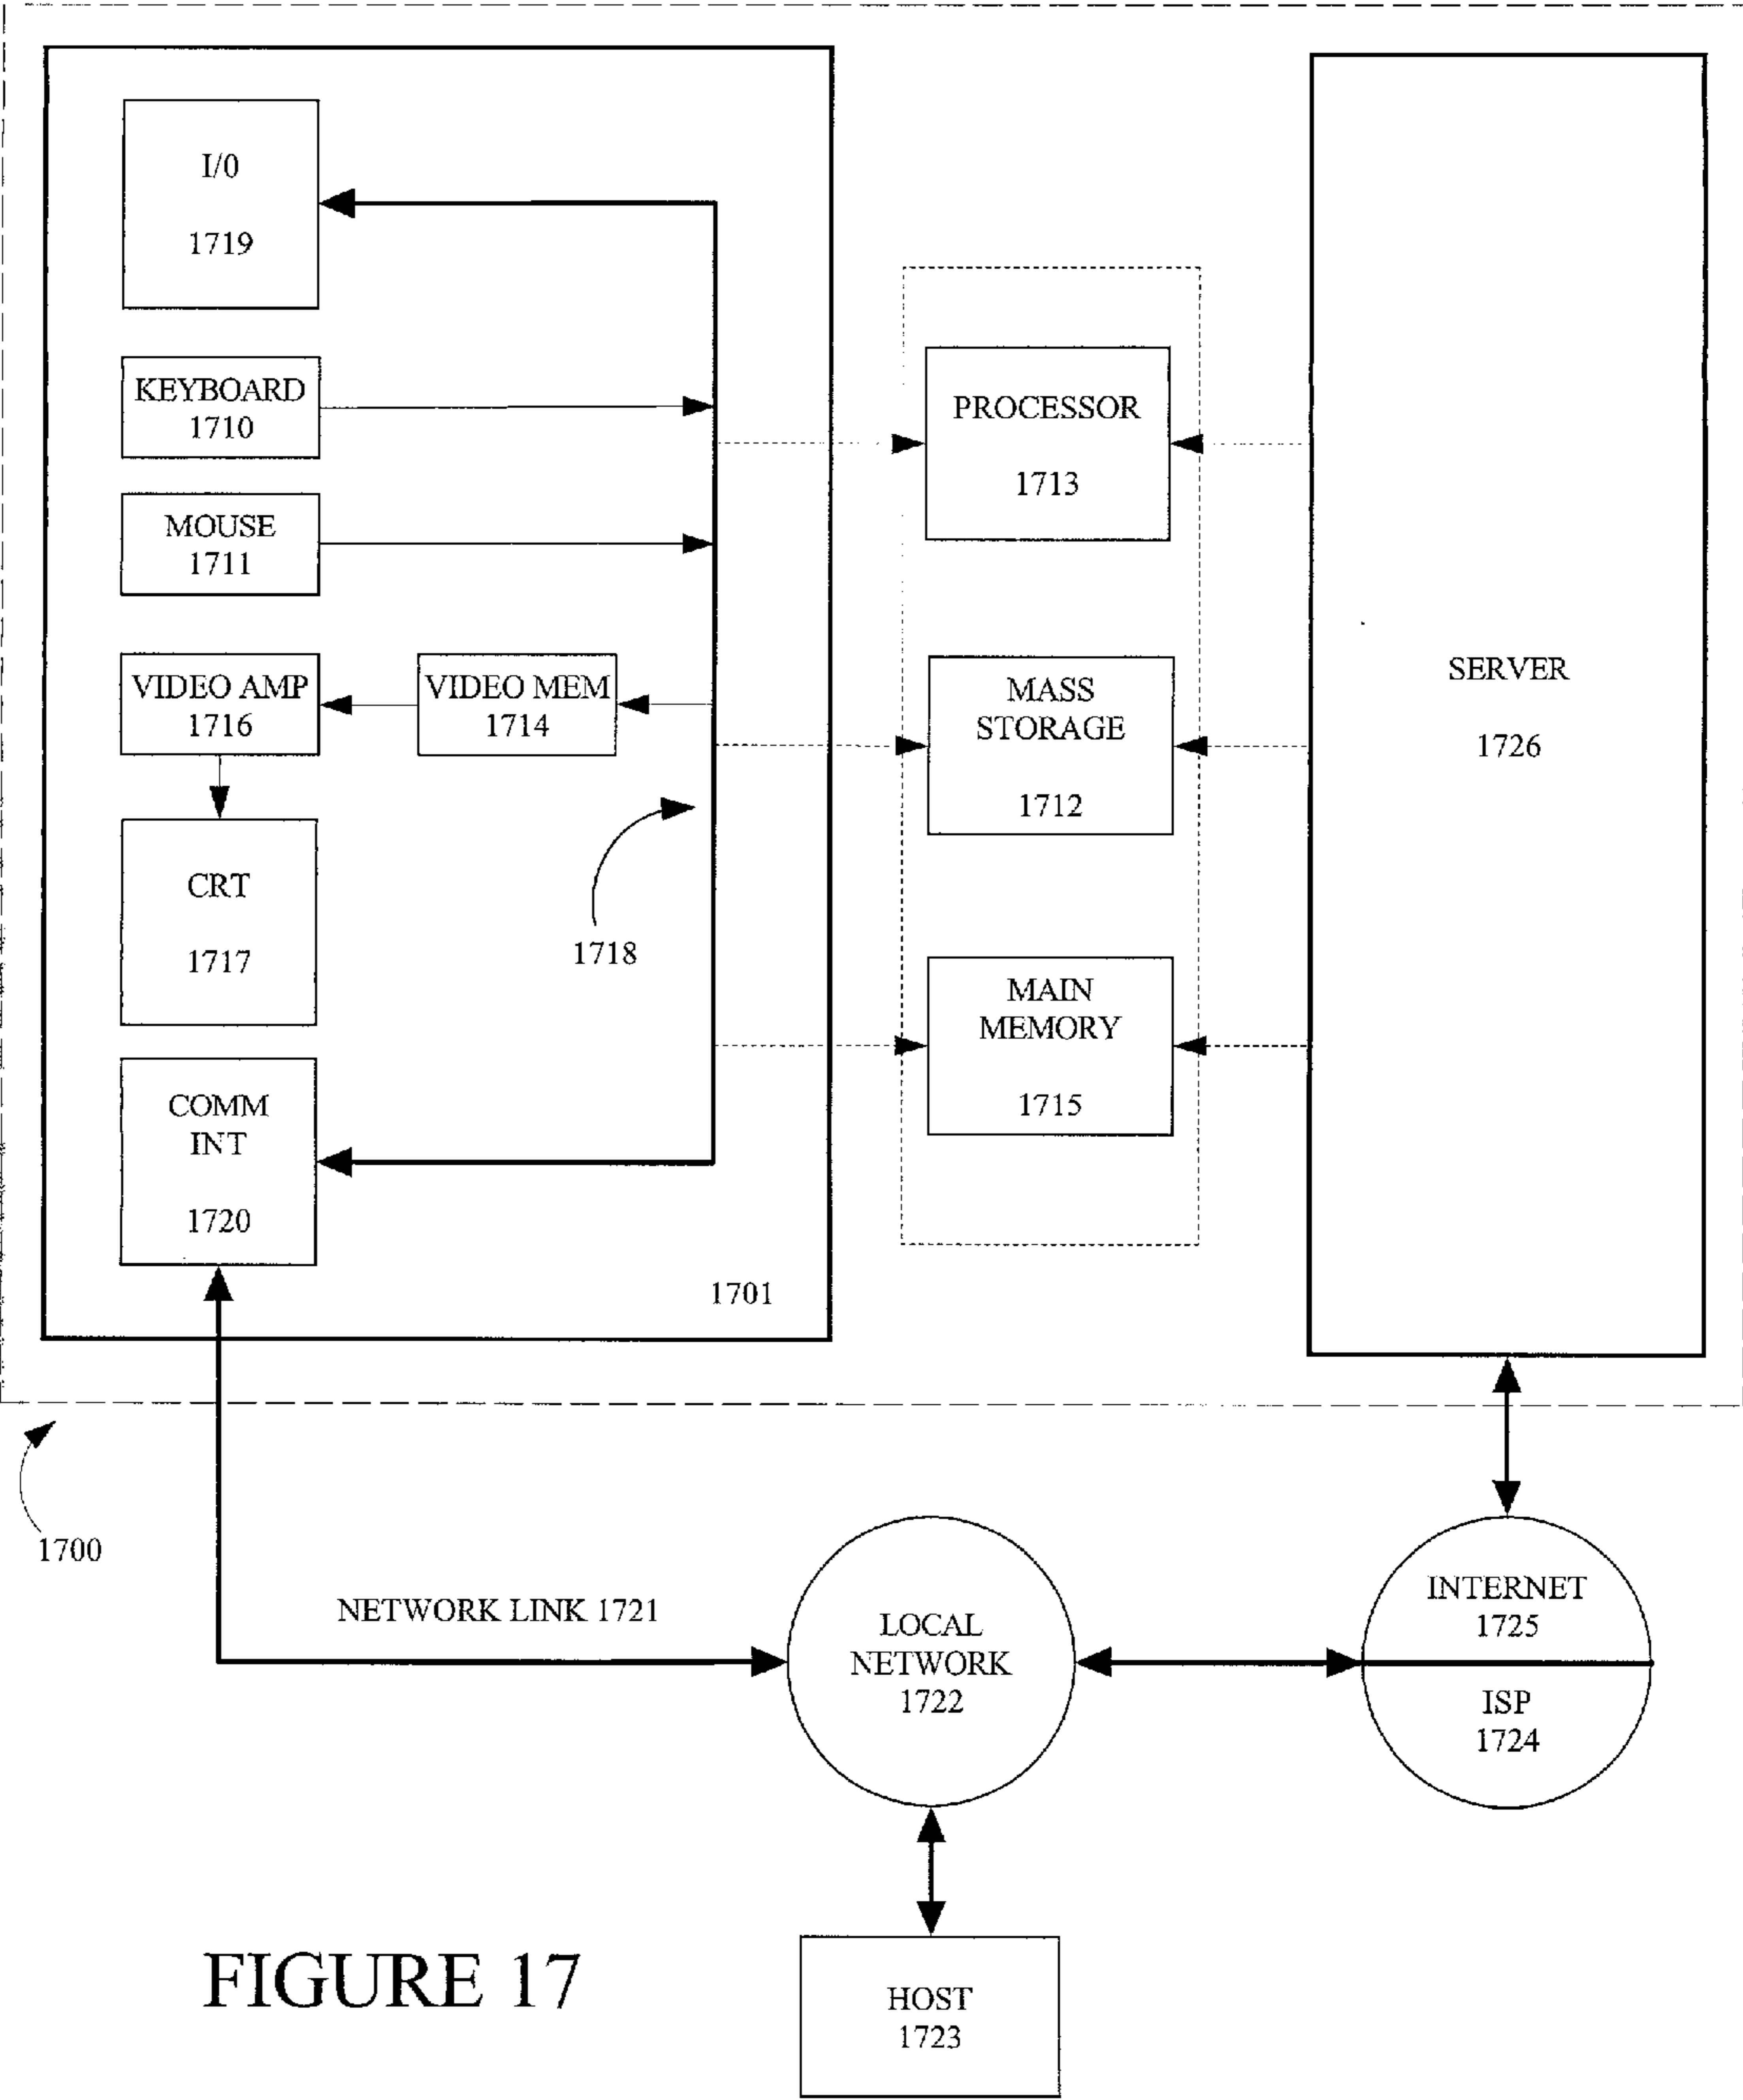 I/0
1719
KEYBOARD
1710
MOUSE
1711
VIDEO AMP
1716
VIDEO MEM
1714
CRT
1717
1718
COMM
INT
1720
1701
PROCESSOR
1713
MASS
STORAGE
1712
MAIN
MEMORY
1715
SERVER
1726
1700
NETWORK LINK 1721
LOCAL
NETWORK
1722
INTERNET
1725
ISP
1724
HOST
1723
FIGURE 17